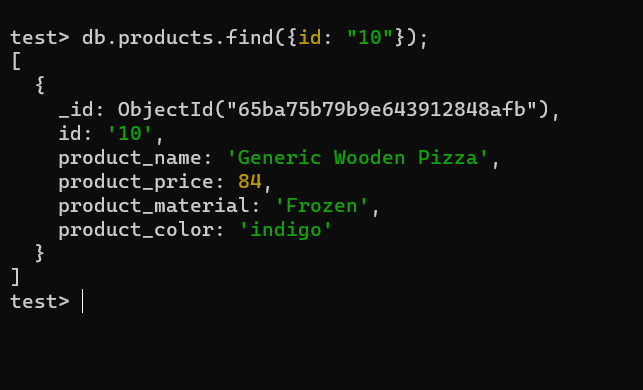 test> db.products.find({id: "10"});
[
  {
    _id: ObjectId("65ba75b79b9e643912848afb"),
    id: '10',
    product_name: 'Generic Wooden Pizza',
    product_price: 84,
    product_material: 'Frozen',
    product_color: 'indigo'
  }
]
test>